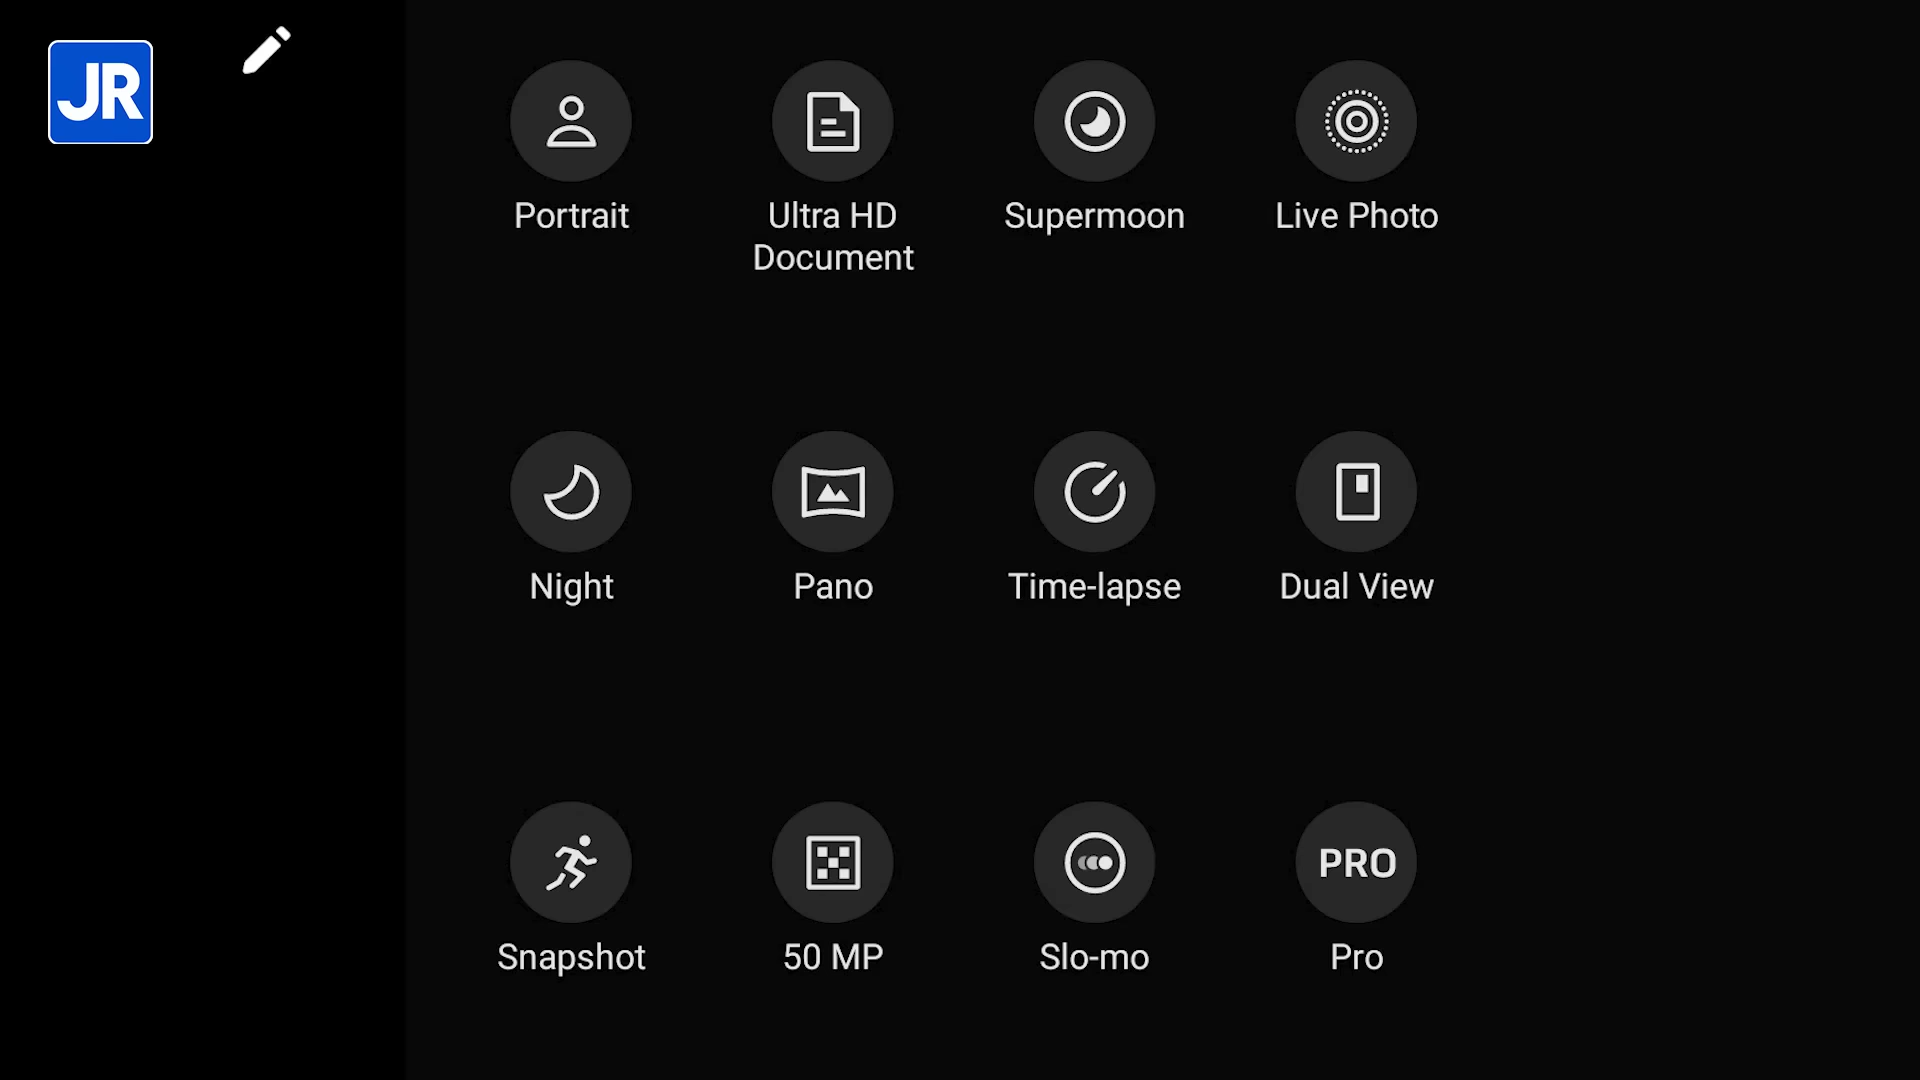 JR
Portrait
Ultra HD
Document
Supermoon
Live Photo
Night
Pano
Time-lapse
Dual View
Snapshot
50 MP
Slo-mo
PRO
Pro